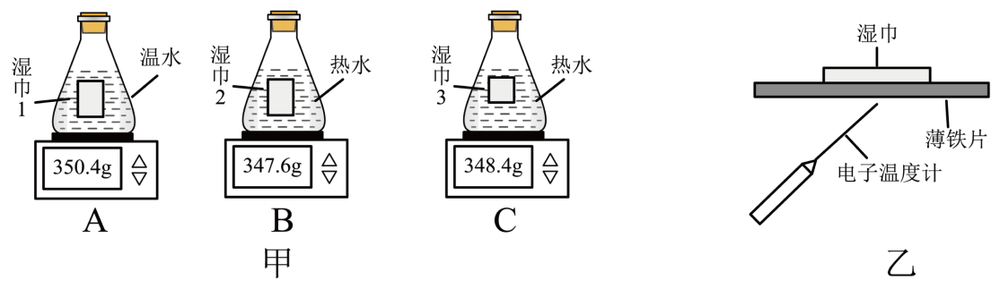 湿巾1
温水
350.4g
A
湿巾2
热水
347.6g
B
湿巾3
热水
348.4g
C
甲
湿巾
薄铁片
电子温度计
乙